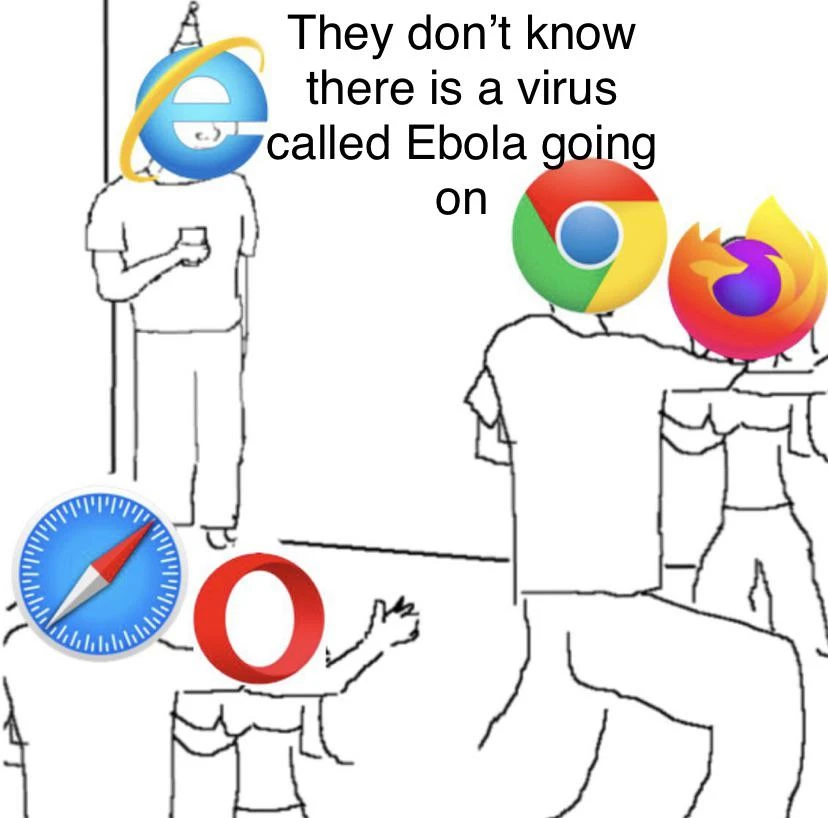 They don’t know
there is a virus
called Ebola going
on